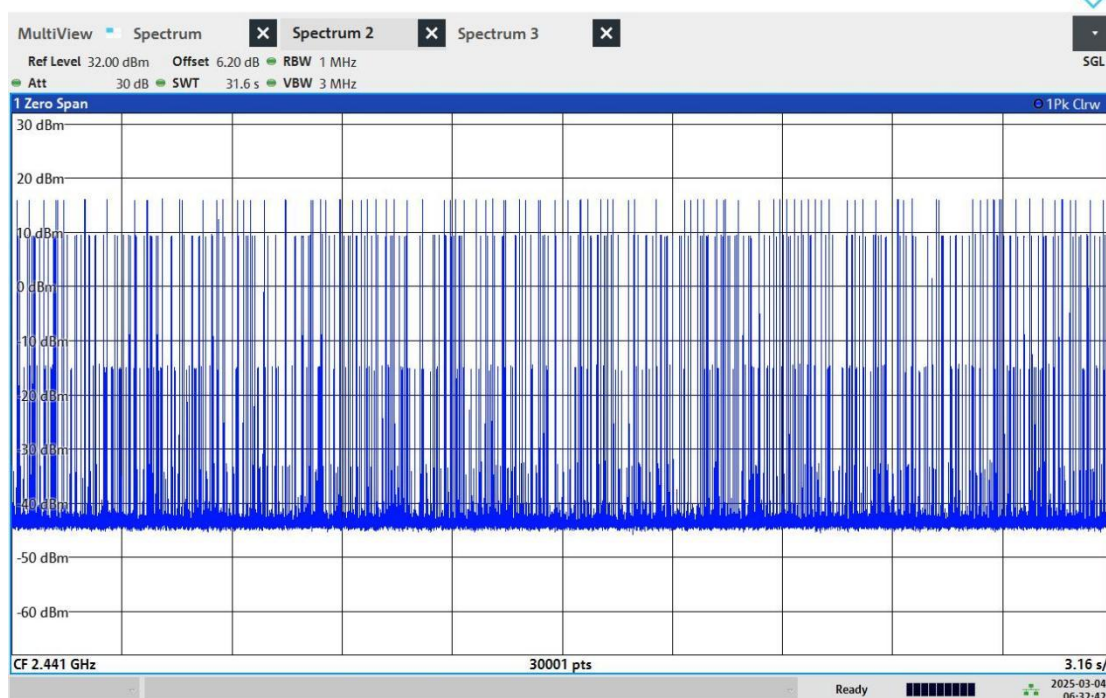 MultiView Spectrum Spectrum 2 Spectrum 3
Ref Level 32.00 dBm Offset 6.20 dB RBW 1 MHz SGL
Att 30 dB SWT 31.6 s VBW 3 MHz
1 Zero Span 1Pk Clrw
30 dBm
20 dBm
10 dBm
0 dBm
-10 dBm
-20 dBm
-30 dBm
-40 dBm
-50 dBm
-60 dBm
CF 2.441 GHz 30001 pts 3.16 s/
Ready 2025-03-04
06:32:42